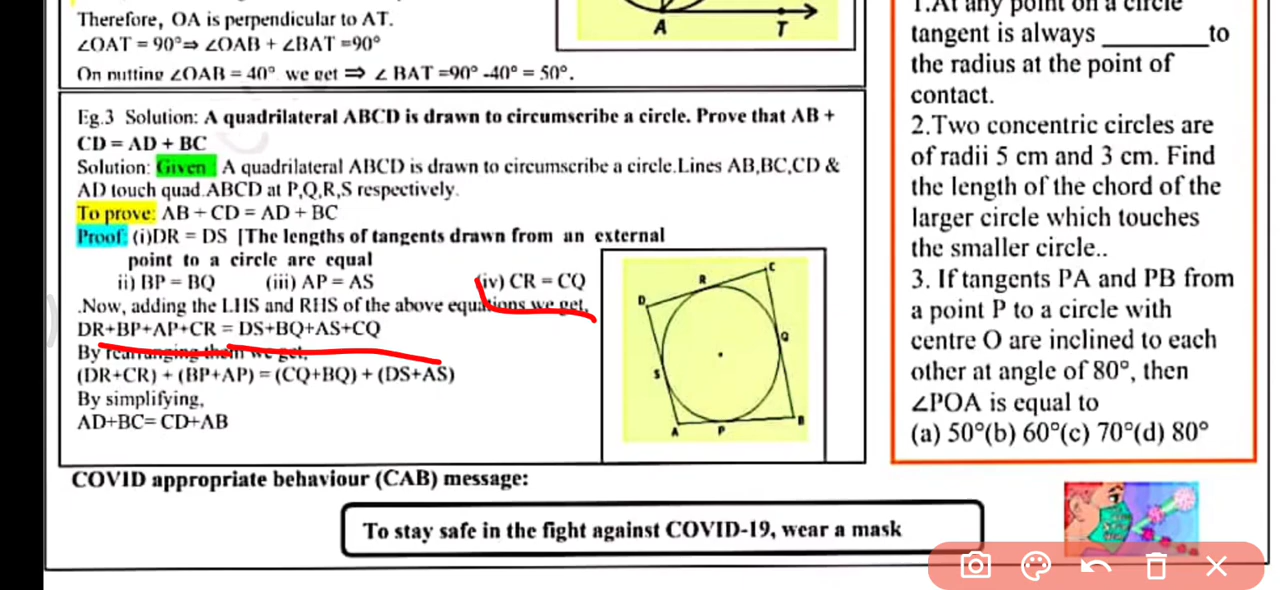 Therefore, OA is perpendicular to AT.
∠OAT = 90°⇒ ∠OAB + ∠BAT =90°
On putting ∠OAB = 40° we get ⇒ ∠ BAT =90° -40° = 50°.
A
T
Eg.3 Solution: A quadrilateral ABCD is drawn to circumscribe a circle. Prove that AB +
CD = AD + BC
Solution: Given : A quadrilateral ABCD is drawn to circumscribe a circle.Lines AB,BC,CD &
AD touch quad.ABCD at P,Q,R,S respectively.
To prove: AB + CD = AD + BC
Proof: (i)DR = DS [The lengths of tangents drawn from an external
point to a circle are equal
ii) BP = BQ (iii) AP = AS (iv) CR = CQ
.Now, adding the LHS and RHS of the above equations we get,
DR+BP+AP+CR = DS+BQ+AS+CQ
By rearranging them we get,
(DR+CR) + (BP+AP) = (CQ+BQ) + (DS+AS)
By simplifying,
AD+BC= CD+AB
C
R
D
Q
S
A
P
B
COVID appropriate behaviour (CAB) message:
To stay safe in the fight against COVID-19, wear a mask
1.At any point on a circle
tangent is always ________to
the radius at the point of
contact.
2.Two concentric circles are
of radii 5 cm and 3 cm. Find
the length of the chord of the
larger circle which touches
the smaller circle..
3. If tangents PA and PB from
a point P to a circle with
centre O are inclined to each
other at angle of 80°, then
∠POA is equal to
(a) 50°(b) 60°(c) 70°(d) 80°